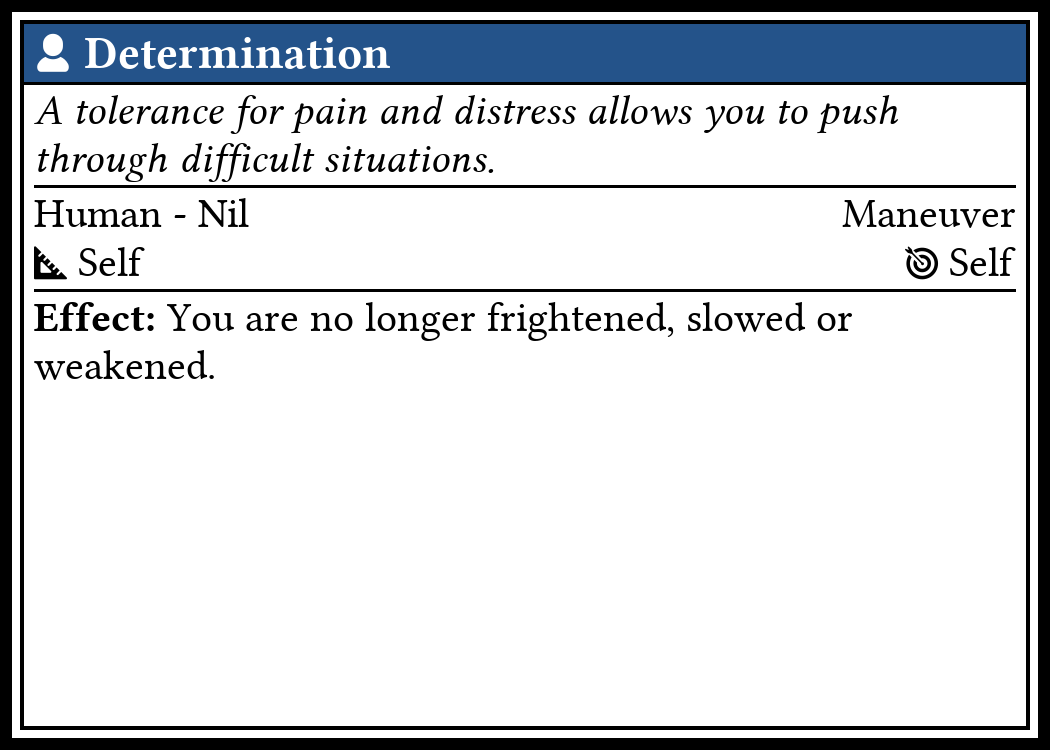 Determination
A tolerance for pain and distress allows you to push
through difficult situations.
Human - Nil Maneuver
Self Self
Effect: You are no longer frightened, slowed or
weakened.